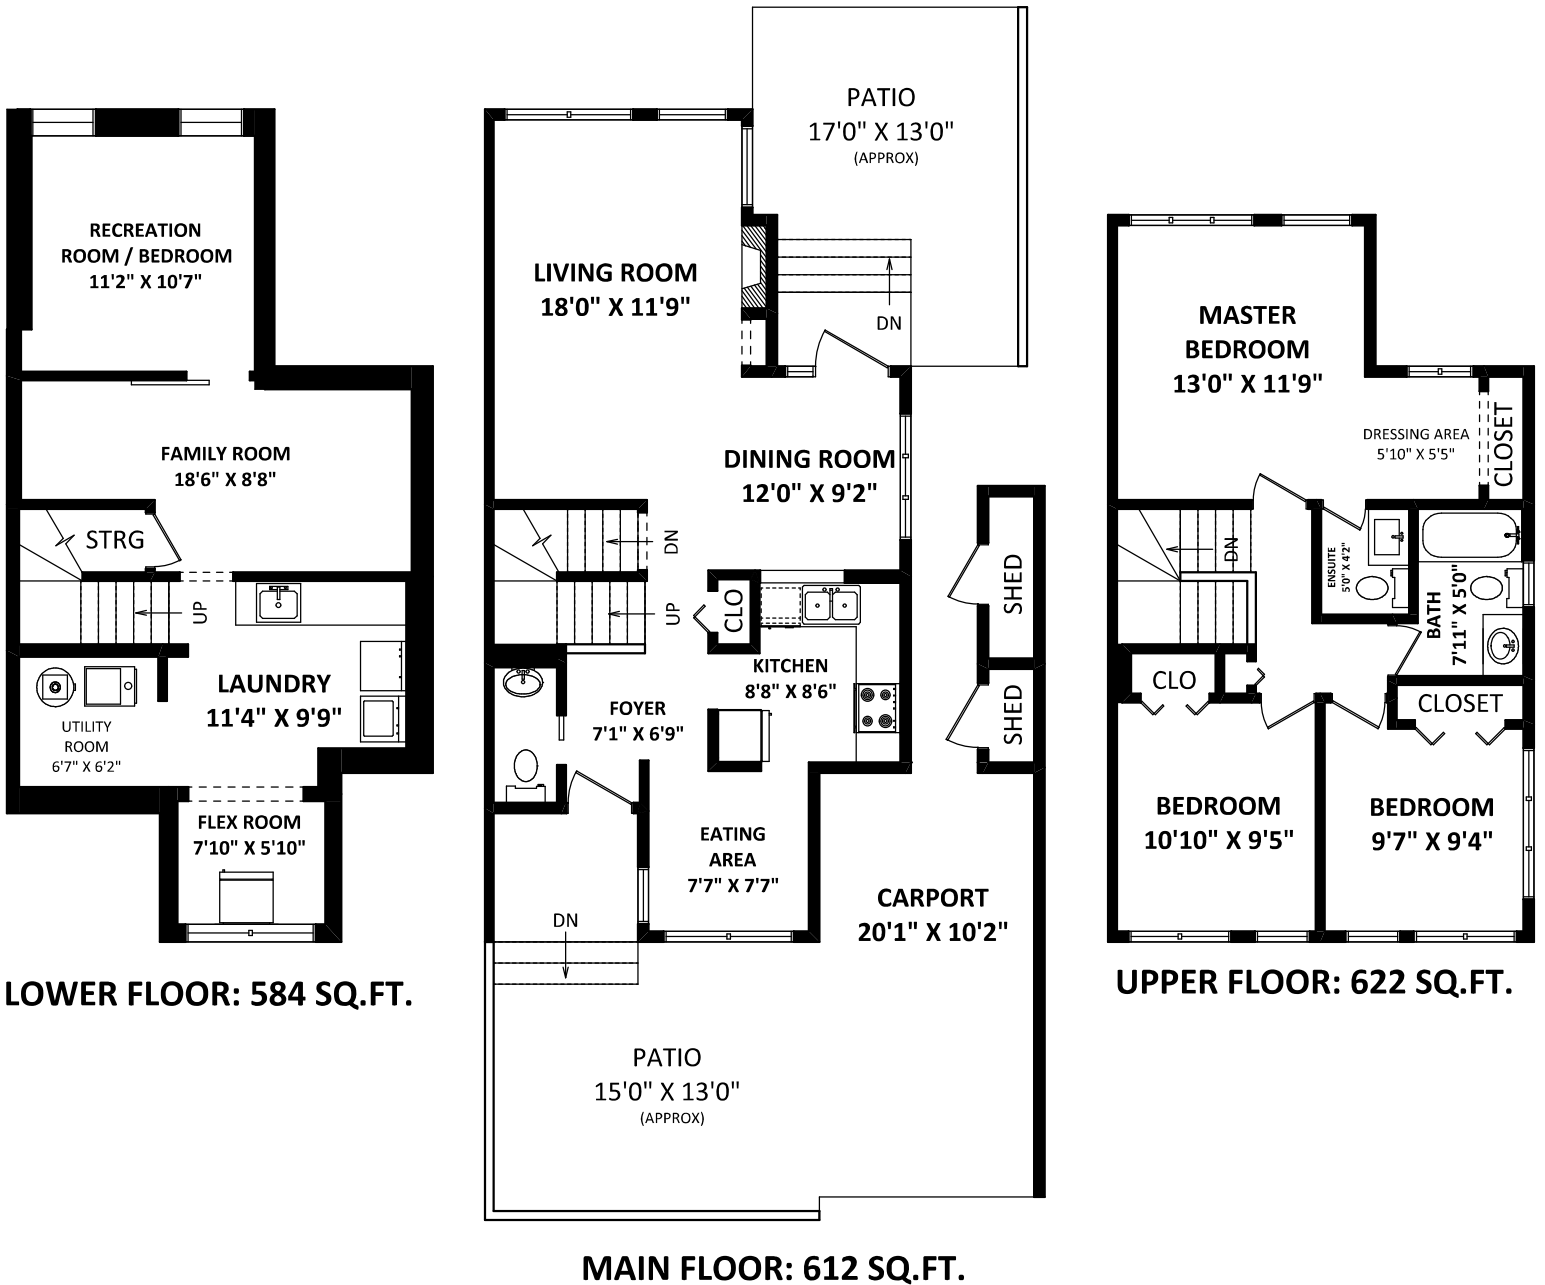 RECREATION
ROOM / BEDROOM
11'2" X 10'7"
FAMILY ROOM
18'6" X 8'8"
STRG
UP
LAUNDRY
11'4" X 9'9"
UTILITY
ROOM
6'7" X 6'2"
FLEX ROOM
7'10" X 5'10"
LOWER FLOOR: 584 SQ.FT.
PATIO
17'0" X 13'0"
(APPROX)
LIVING ROOM
18'0" X 11'9"
DN
DINING ROOM
12'0" X 9'2"
DN
UP
CLO
SHED
KITCHEN
8'8" X 8'6"
FOYER
7'1" X 6'9"
SHED
EATING
AREA
7'7" X 7'7"
CARPORT
20'1" X 10'2"
DN
PATIO
15'0" X 13'0"
(APPROX)
MAIN FLOOR: 612 SQ.FT.
MASTER
BEDROOM
13'0" X 11'9"
DRESSING AREA
5'10" X 5'5"
CLOSET
DN
ENSUITE
5'0" X 4'2"
BATH
7'11" X 5'0"
CLO
CLOSET
BEDROOM
10'10" X 9'5"
BEDROOM
9'7" X 9'4"
UPPER FLOOR: 622 SQ.FT.